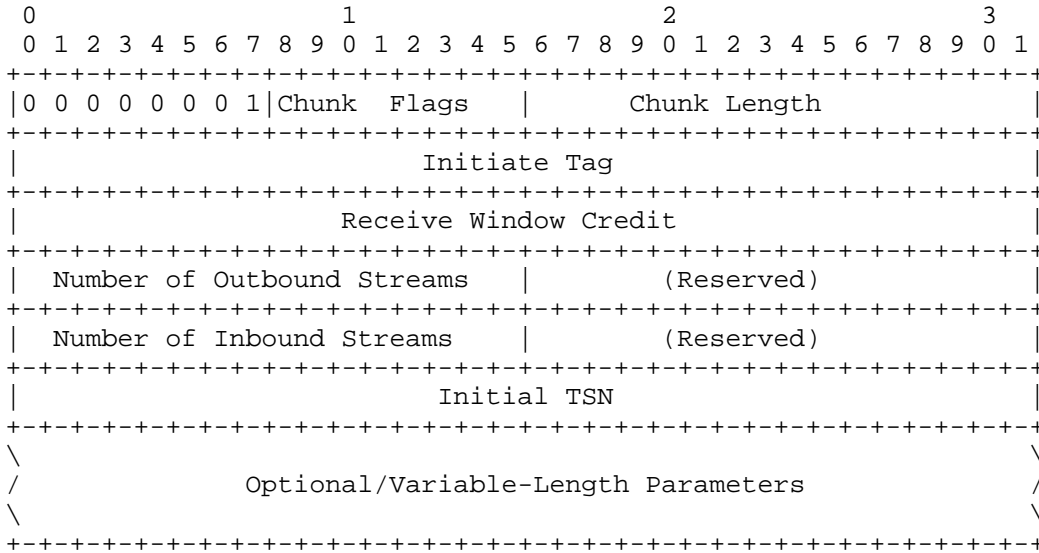 0                   1                   2                   3
 0 1 2 3 4 5 6 7 8 9 0 1 2 3 4 5 6 7 8 9 0 1 2 3 4 5 6 7 8 9 0 1
+-+-+-+-+-+-+-+-+-+-+-+-+-+-+-+-+-+-+-+-+-+-+-+-+-+-+-+-+-+-+-+-+
|0 0 0 0 0 0 0 1|Chunk  Flags   |      Chunk Length             |
+-+-+-+-+-+-+-+-+-+-+-+-+-+-+-+-+-+-+-+-+-+-+-+-+-+-+-+-+-+-+-+-+
|                         Initiate Tag                          |
+-+-+-+-+-+-+-+-+-+-+-+-+-+-+-+-+-+-+-+-+-+-+-+-+-+-+-+-+-+-+-+-+
|                    Receive Window Credit                      |
+-+-+-+-+-+-+-+-+-+-+-+-+-+-+-+-+-+-+-+-+-+-+-+-+-+-+-+-+-+-+-+-+
|  Number of Outbound Streams   |        (Reserved)             |
+-+-+-+-+-+-+-+-+-+-+-+-+-+-+-+-+-+-+-+-+-+-+-+-+-+-+-+-+-+-+-+-+
|  Number of Inbound Streams    |        (Reserved)             |
+-+-+-+-+-+-+-+-+-+-+-+-+-+-+-+-+-+-+-+-+-+-+-+-+-+-+-+-+-+-+-+-+
|                          Initial TSN                          |
+-+-+-+-+-+-+-+-+-+-+-+-+-+-+-+-+-+-+-+-+-+-+-+-+-+-+-+-+-+-+-+-+
\                                                               \
/              Optional/Variable-Length Parameters              /
\                                                               \
+-+-+-+-+-+-+-+-+-+-+-+-+-+-+-+-+-+-+-+-+-+-+-+-+-+-+-+-+-+-+-+-+